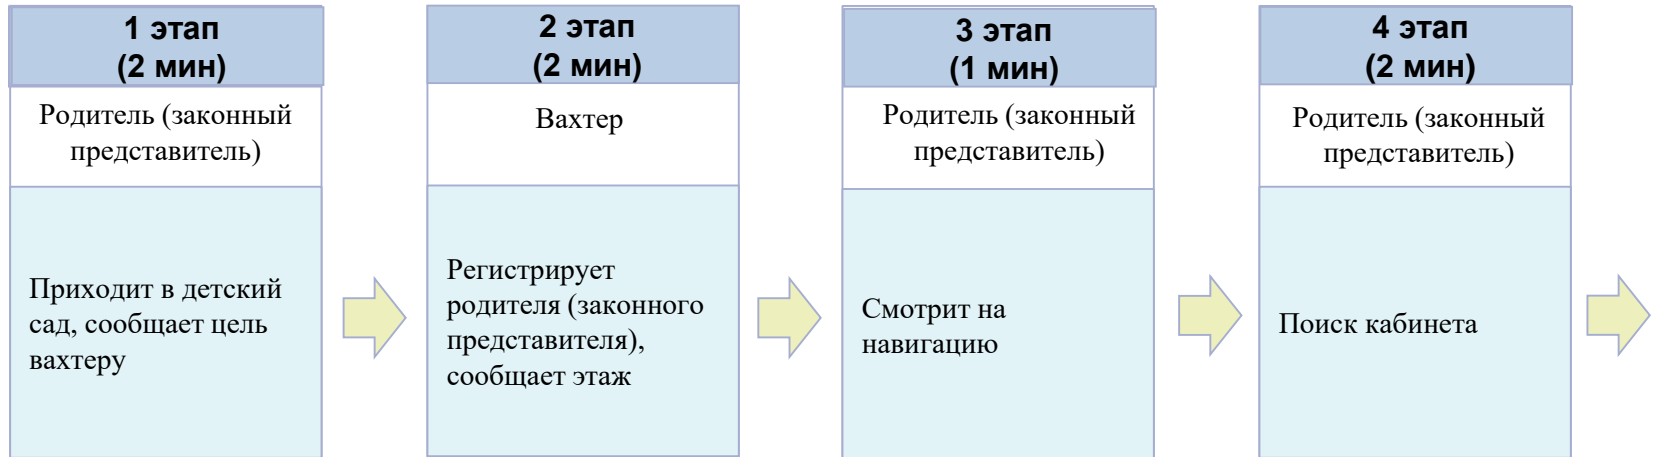 1 этап
(2 мин)
Родитель (законный
представитель)
Приходит в детский
сад, сообщает цель
вахтеру
2 этап
(2 мин)
Вахтер
Регистрирует
родителя (законного
представителя),
сообщает этаж
3 этап
(1 мин)
Родитель (законный
представитель)
Смотрит на
навигацию
4 этап
(2 мин)
Родитель (законный
представитель)
Поиск кабинета